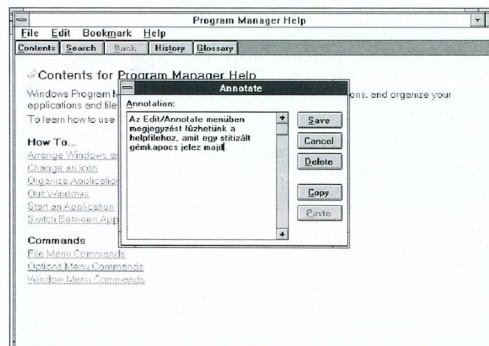 Program Manager Help
File Edit Bookmark Help
Contents Search Back History Glossary
Contents for Program Manager Help
Windows Program M
ons, and organize your
applications and file
To learn how to use
How To...
Arrange Windows a
Change an Icon
Organize Applicatio
Quit Windows
Start an Application
Switch Between App
Commands
File Menu Commands
Options Menu Commands
Window Menu Commands
Annotate
Annotation:
Az Edit/Annotate menüben
megjegyzést fűzhetünk a
helpfilehoz, amit egy stitizált
gémkapocs jelez majd
Save
Cancel
Delete
Copy
Paste